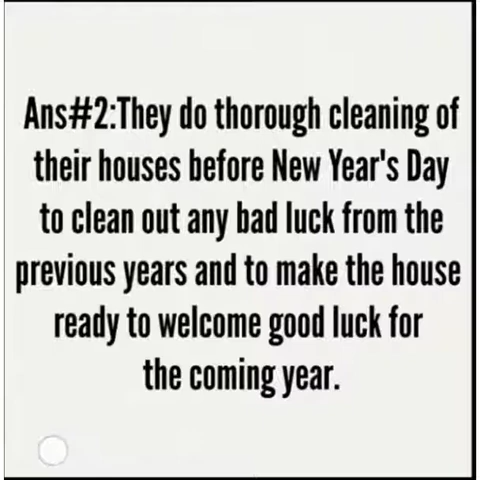 Ans#2:They do thorough cleaning of
their houses before New Year's Day
to clean out any bad luck from the
previous years and to make the house
ready to welcome good luck for
the coming year.